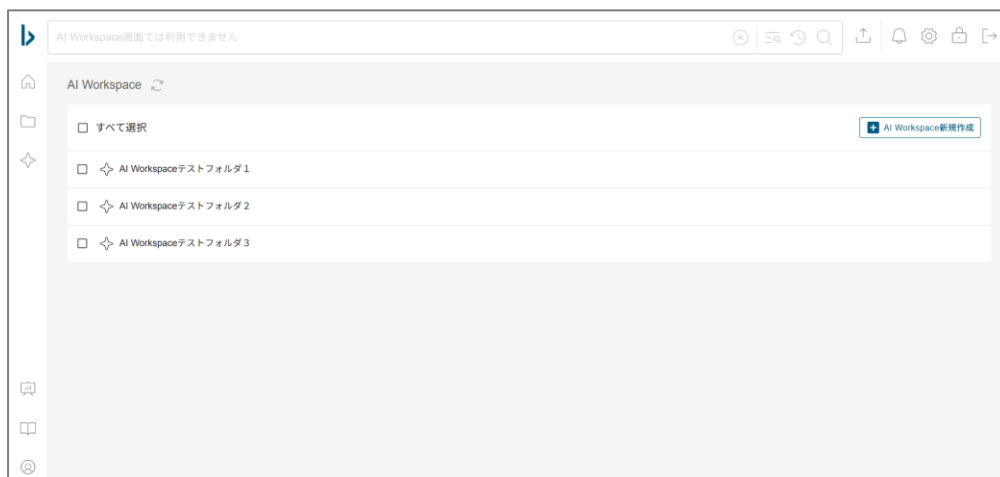 AI Workspace画面では利用できません
AI Workspace
すべて選択
AI Workspace新規作成
AI Workspaceテストフォルダ1
AI Workspaceテストフォルダ2
AI Workspaceテストフォルダ3